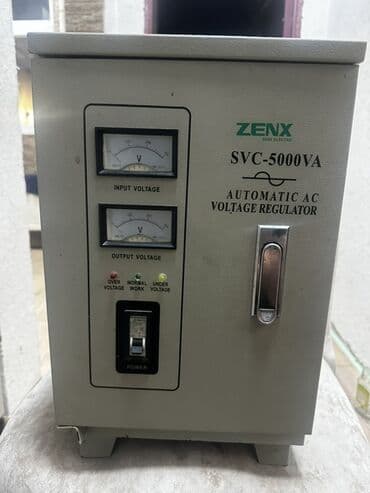 ZENX
SVC-5000VA
AUTOMATIC AC
VOLTAGE REGULATOR
V
INPUT VOLTAGE
V
OUTPUT VOLTAGE
OVER VOLTAGE
NORMAL WORK
UNDER VOLTAGE
POWER